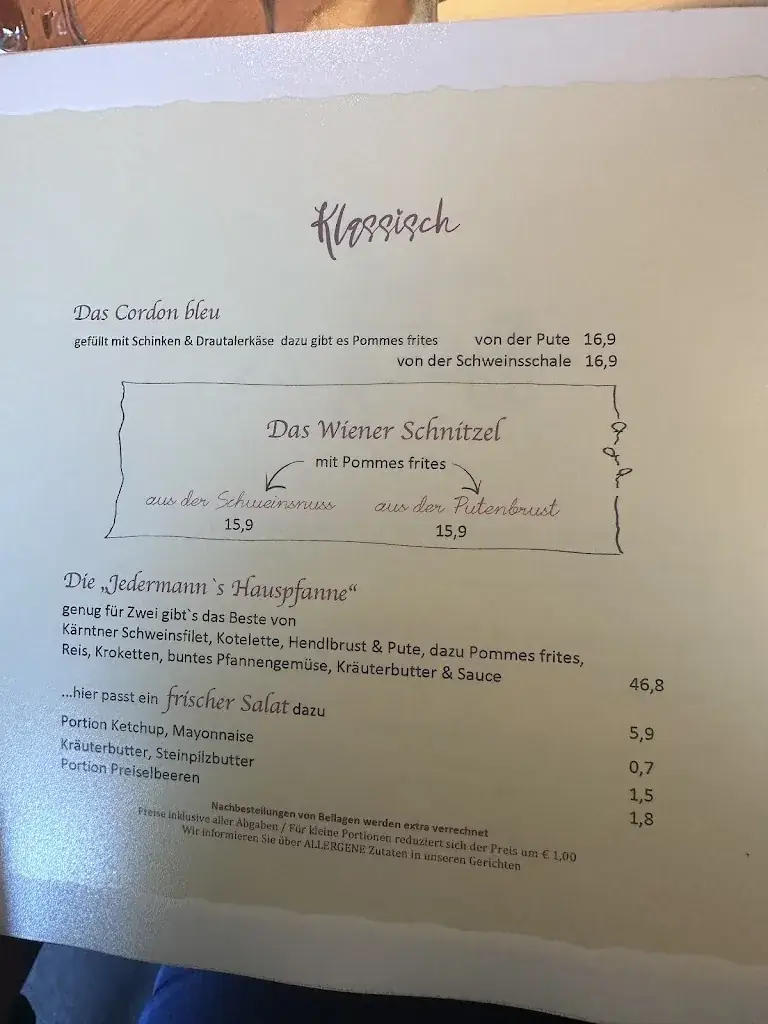 Klassisch
Das Cordon bleu
gefüllt mit Schinken & Drautalerkäse dazu gibt es Pommes frites von der Pute 16,9
von der Schweinsschale 16,9
Das Wiener Schnitzel
mit Pommes frites
aus der Schweinsnuss aus der Putenbrust
15,9 15,9
Die „Jedermann`s Hauspfanne“
genug für Zwei gibt`s das Beste von
Kärntner Schweinsfilet, Kotelette, Hendlbrust & Pute, dazu Pommes frites,
Reis, Kroketten, buntes Pfannengemüse, Kräuterbutter & Sauce 46,8
...hier passt ein frischer Salat dazu 5,9
Portion Ketchup, Mayonnaise 0,7
Kräuterbutter, Steinpilzbutter 1,5
Portion Preiselbeeren 1,8
Nachbestellungen von Beilagen werden extra verrechnet
Preise inklusive aller Abgaben / Für kleine Portionen reduziert sich der Preis um € 1,00
Wir informieren Sie über ALLERGENE Zutaten in unseren Gerichten